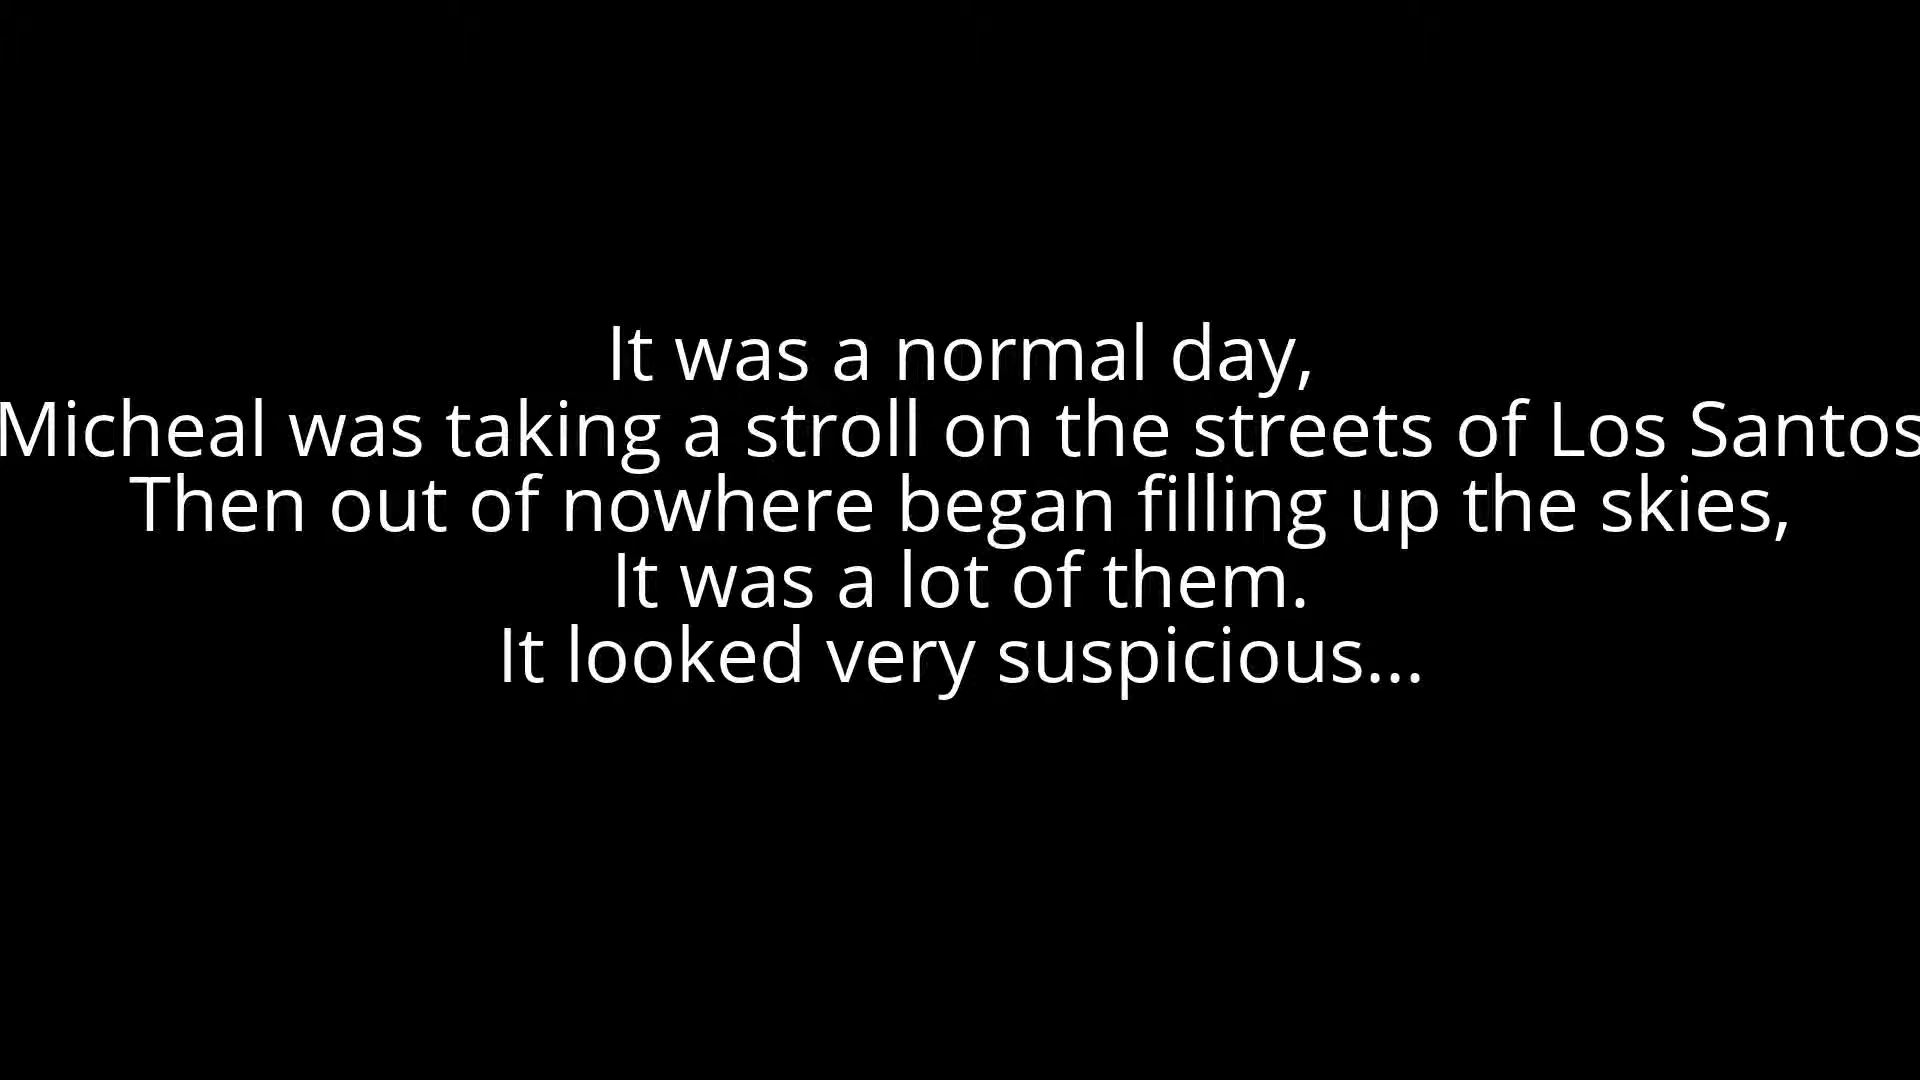 It was a normal day,
Micheal was taking a stroll on the streets of Los Santos
Then out of nowhere began filling up the skies,
It was a lot of them.
It looked very suspicious...